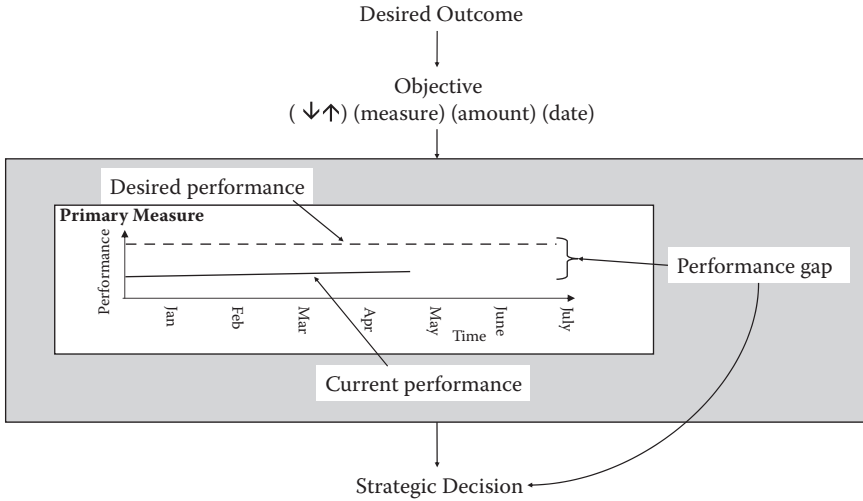 Desired Outcome
Objective
( ↓↑) (measure) (amount) (date)
Desired performance
Primary Measure
Performance
Performance gap
Jan
Feb
Mar
Apr
May
June
July
Time
Current performance
Strategic Decision